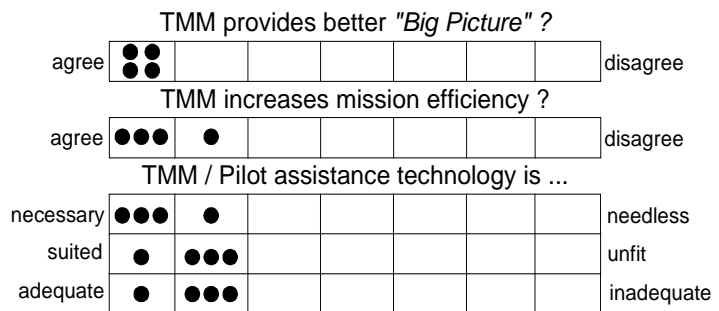 TMM provides better "Big Picture" ?
agree disagree
TMM increases mission efficiency ?
agree disagree
TMM / Pilot assistance technology is ...
necessary needless
suited unfit
adequate inadequate